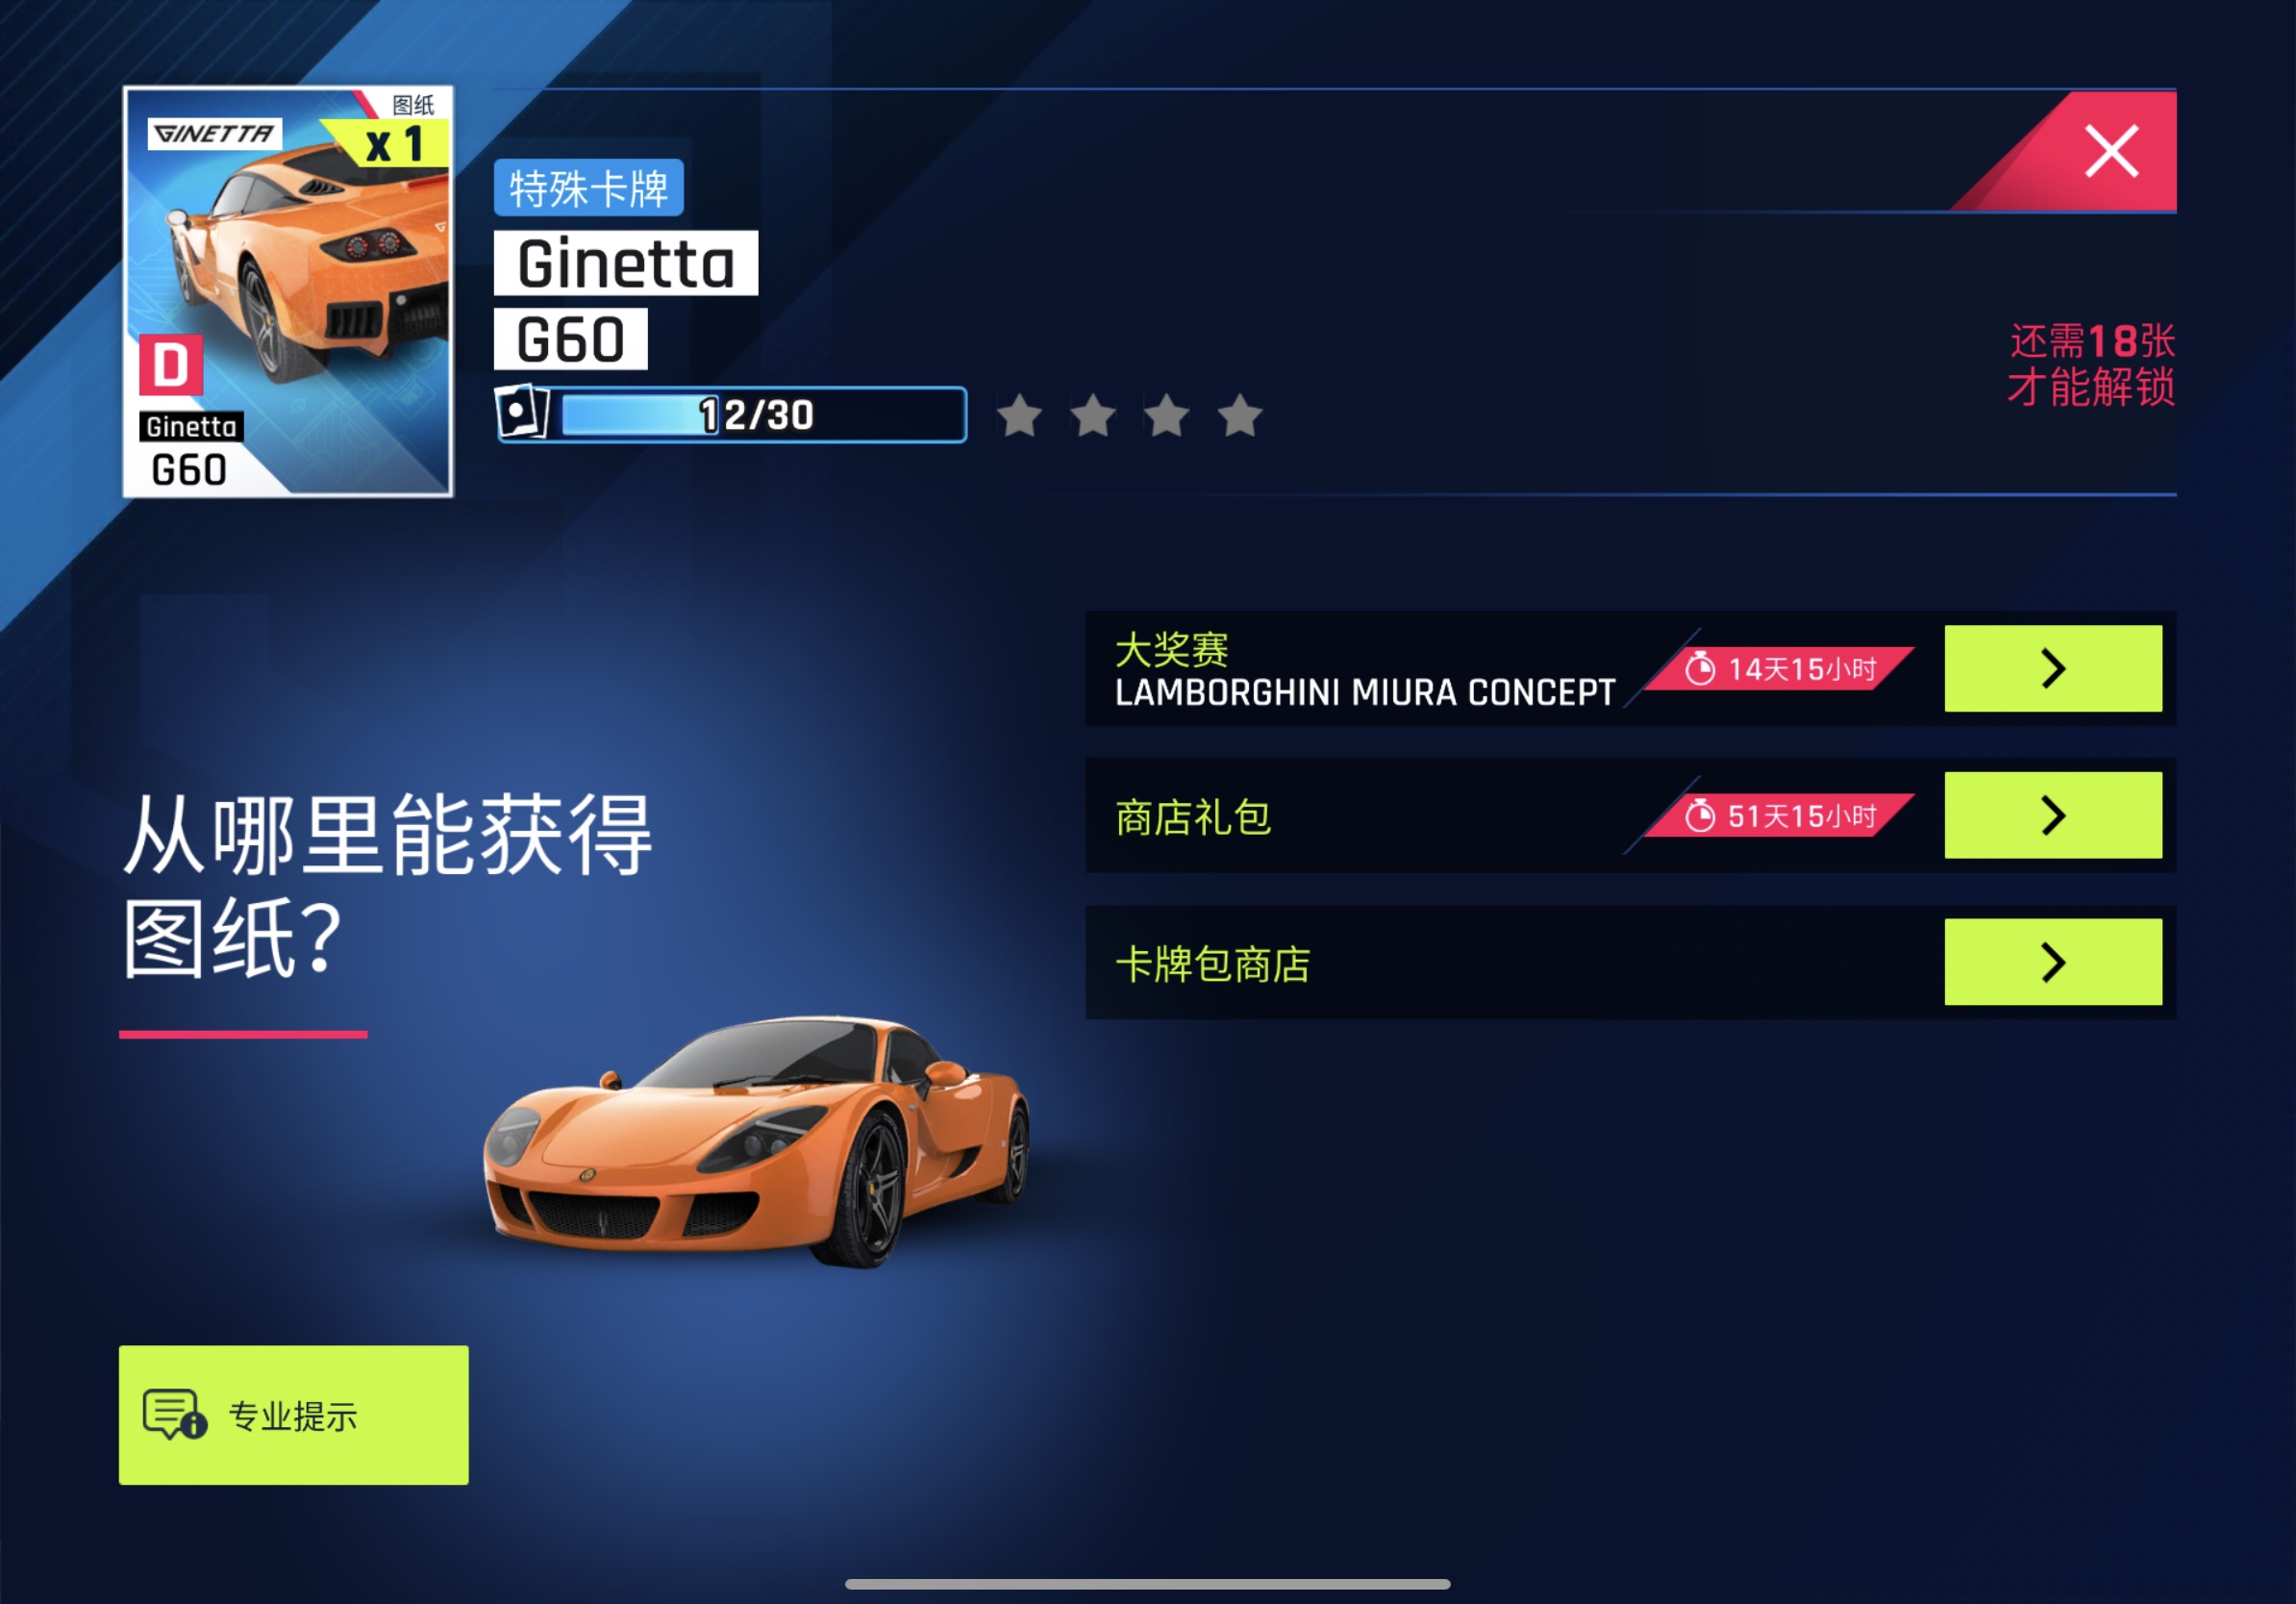 图纸
GINETTA
x 1
D
Ginetta
G60
特殊卡牌
Ginetta
G60
12/30
还需18张
才能解锁
从哪里能获得
图纸?
大奖赛
LAMBORGHINI MIURA CONCEPT
14天15小时
商店礼包
51天15小时
卡牌包商店
专业提示